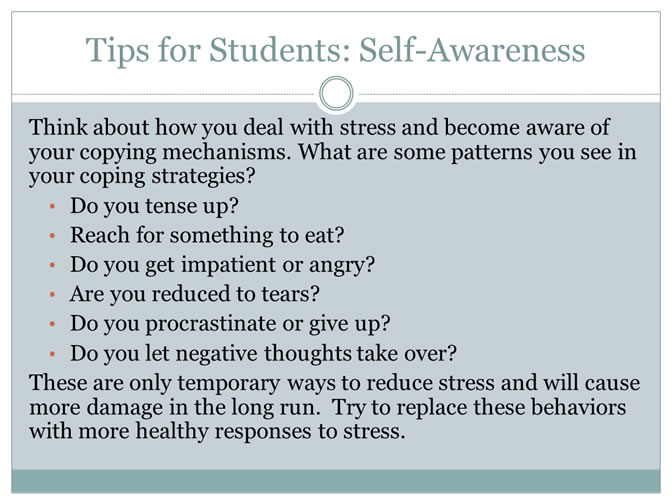 Tips for Students: Self-Awareness
Think about how you deal with stress and become aware of
your copying mechanisms. What are some patterns you see in
your coping strategies?
• Do you tense up?
• Reach for something to eat?
• Do you get impatient or angry?
• Are you reduced to tears?
• Do you procrastinate or give up?
• Do you let negative thoughts take over?
These are only temporary ways to reduce stress and will cause
more damage in the long run.  Try to replace these behaviors
with more healthy responses to stress.